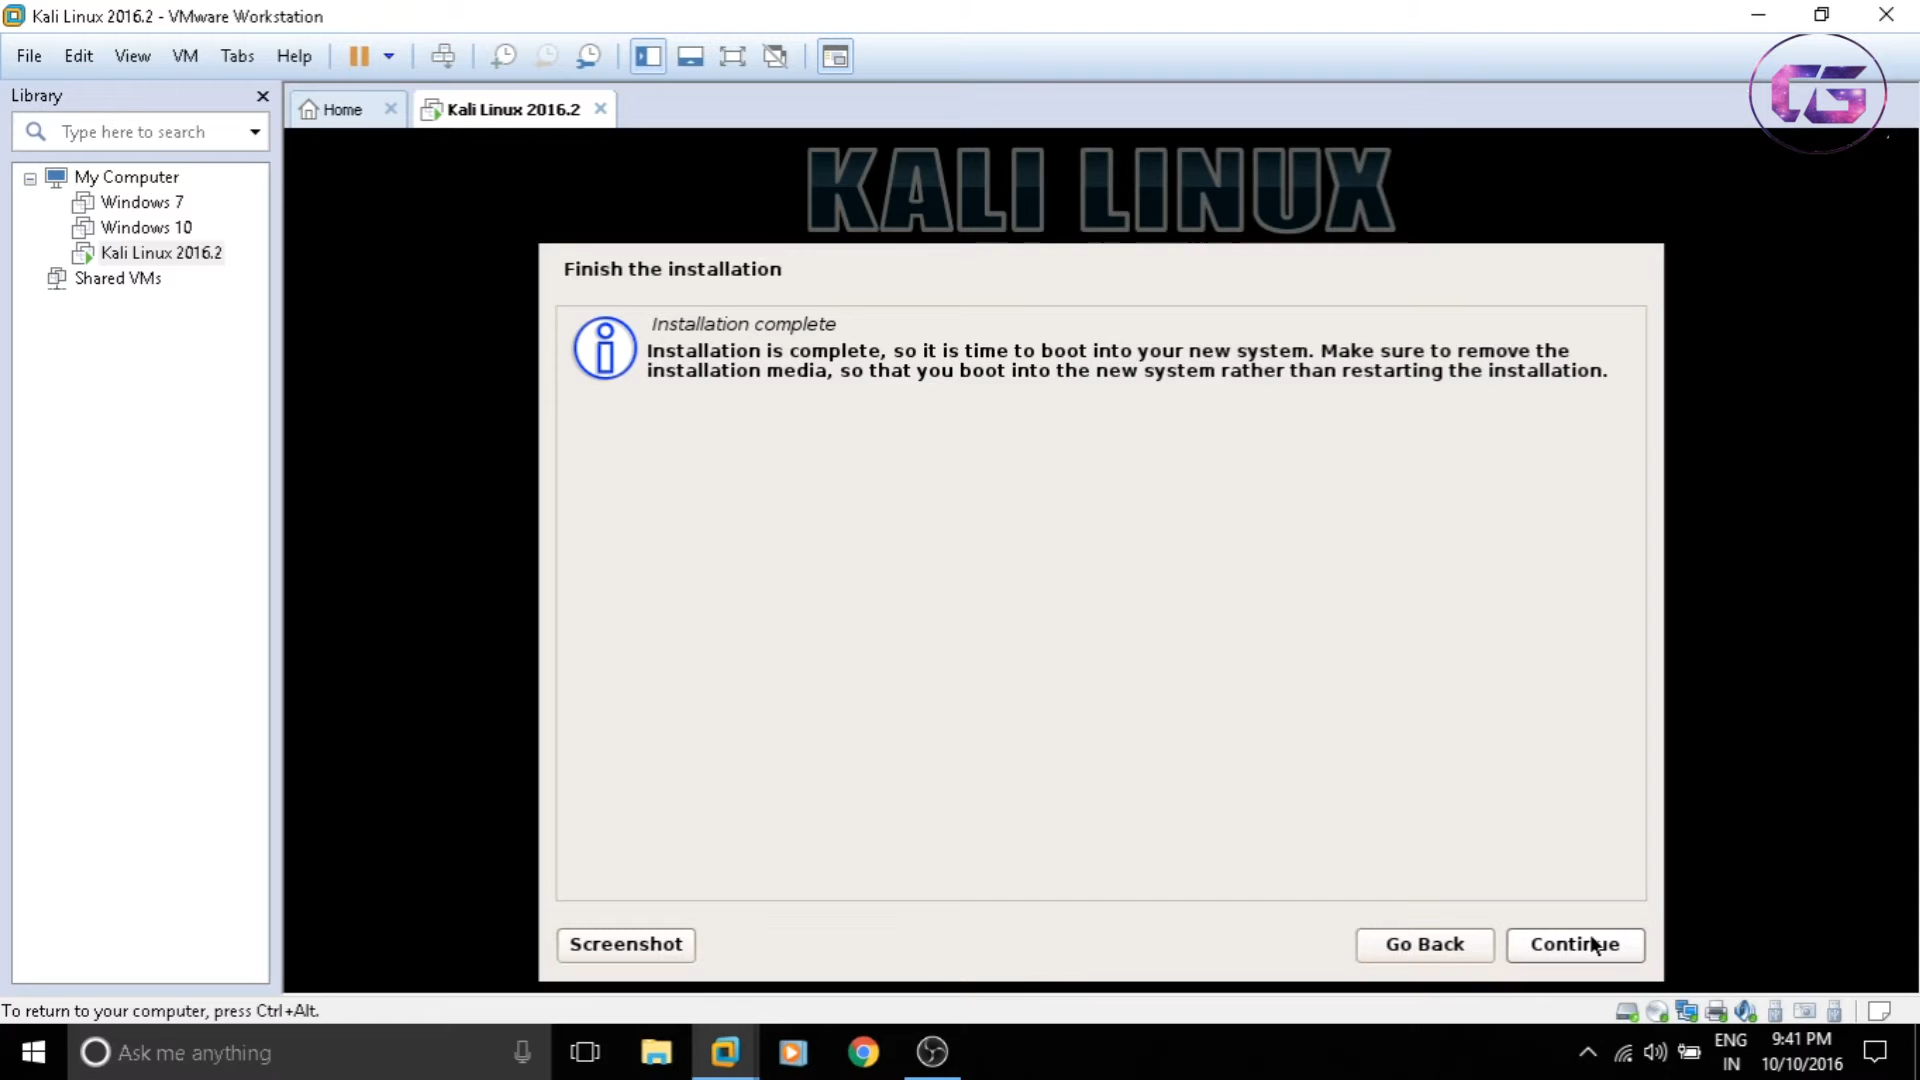 Kali Linux 2016.2 - VMware Workstation
File Edit View VM Tabs Help
CG
Library
Home
Kali Linux 2016.2
Type here to search
My Computer
Windows 7
Windows 10
Kali Linux 2016.2
Shared VMs
KALI LINUX
Finish the installation
Installation complete
Installation is complete, so it is time to boot into your new system. Make sure to remove the
installation media, so that you boot into the new system rather than restarting the installation.
Screenshot
Go Back
Continue
To return to your computer, press Ctrl+Alt.
Ask me anything
ENG
IN
9:41 PM
10/10/2016